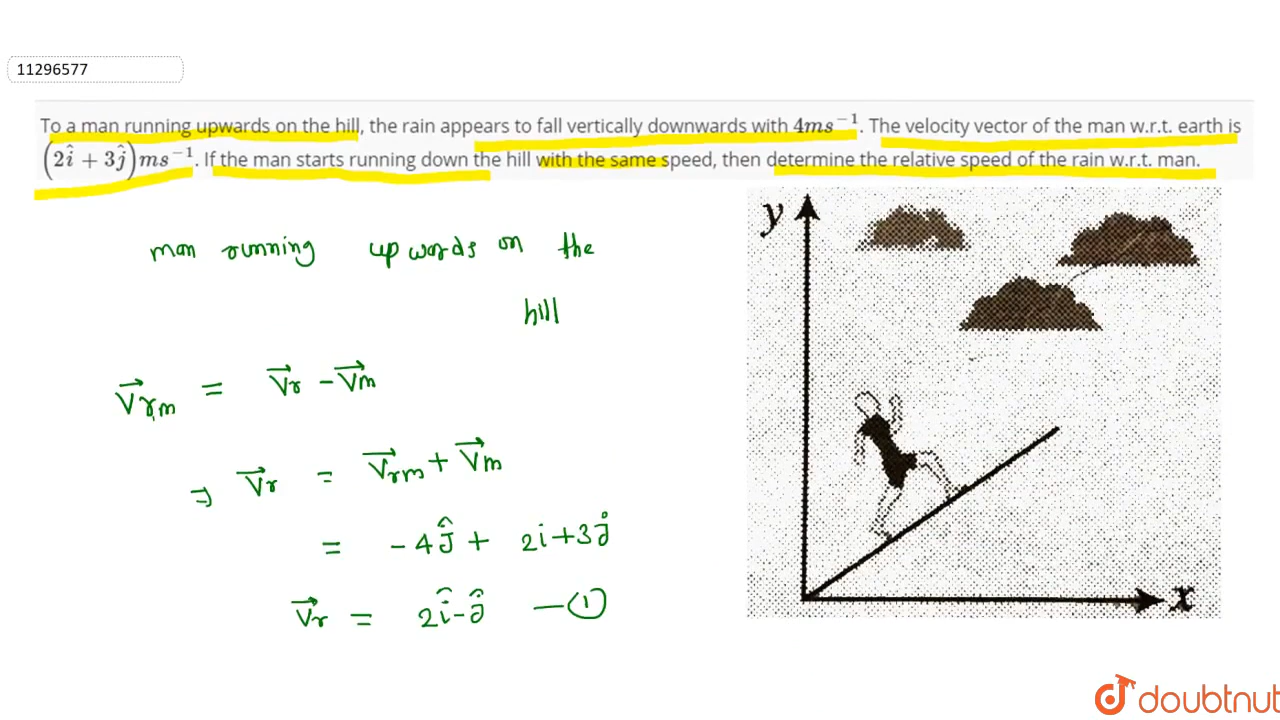 11296577
To a man running upwards on the hill, the rain appears to fall vertically downwards with 4ms⁻¹. The velocity vector of the man w.r.t. earth is
(2î + 3ĵ)ms⁻¹. If the man starts running down the hill with the same speed, then determine the relative speed of the rain w.r.t. man.
man running upwords on the
hill
V⃗rm = V⃗r - V⃗m
⇒ V⃗r = V⃗rm + V⃗m
= -4ĵ + 2i+3j
V⃗r = 2î-ĵ —①
y
x
doubtnut